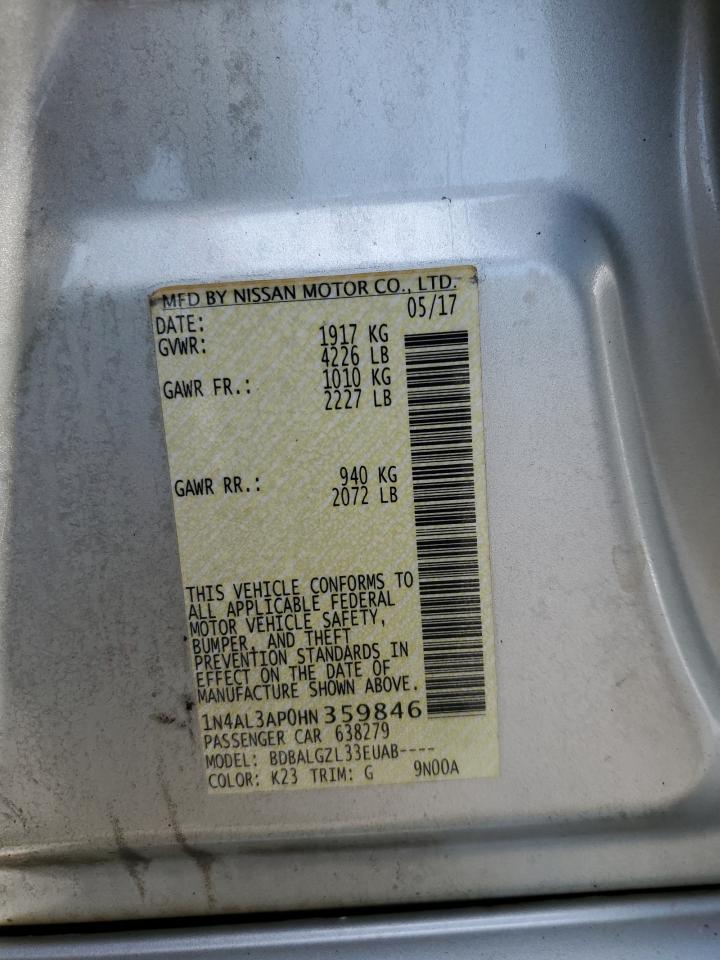 MFD BY NISSAN MOTOR CO., LTD.
DATE: 05/17
GVWR: 1917 KG
4226 LB
GAWR FR.: 1010 KG
2227 LB
GAWR RR.: 940 KG
2072 LB
THIS VEHICLE CONFORMS TO
ALL APPLICABLE FEDERAL
MOTOR VEHICLE SAFETY,
BUMPER, AND THEFT
PREVENTION STANDARDS IN
EFFECT ON THE DATE OF
MANUFACTURE SHOWN ABOVE.
1N4AL3AP0HN359846
PASSENGER CAR 638279
MODEL: BDBALGZL33EUAB----
COLOR: K23 TRIM: G 9N00A